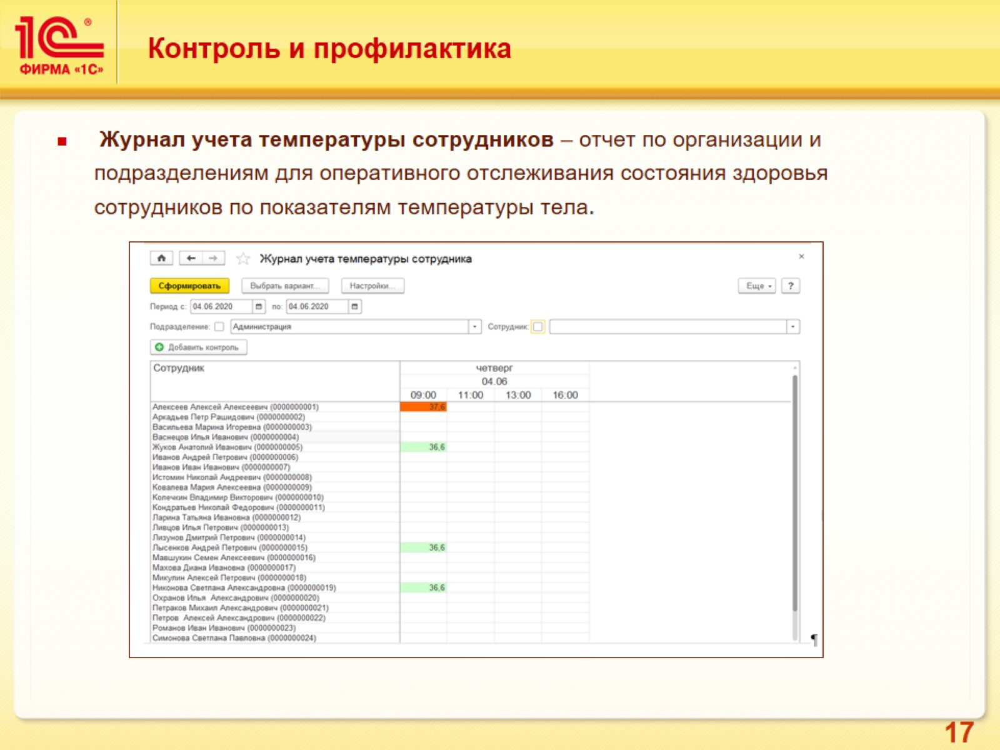 1С ®
ФИРМА «1С»
Контроль и профилактика
Журнал учета температуры сотрудников – отчет по организации и
подразделениям для оперативного отслеживания состояния здоровья
сотрудников по показателям температуры тела.
Журнал учета температуры сотрудника ×
Сформировать Выбрать вариант... Настройки... Еще ?
Период с: 04.06.2020 по: 04.06.2020
Подразделение: Администрация Сотрудник:
Добавить контроль
Сотрудник четверг
04.06
09:00 11:00 13:00 16:00
Алексеев Алексей Алексеевич (0000000001) 37,6
Аркадьев Петр Рашидович (0000000002)
Васильева Марина Игоревна (0000000003)
Васнецов Илья Иванович (0000000004)
Жуков Анатолий Иванович (0000000005) 36,6
Иванов Андрей Петрович (0000000006)
Иванов Иван Иванович (0000000007)
Истомин Николай Андреевич (0000000008)
Ковалева Мария Алексеевна (0000000009)
Колечкин Владимир Викторович (0000000010)
Кондратьев Николай Федорович (0000000011)
Ларина Татьяна Ивановна (0000000012)
Ливцов Илья Петрович (0000000013)
Лизунов Дмитрий Петрович (0000000014)
Лысенков Андрей Петрович (0000000015) 36,6
Мавшукин Семен Алексеевич (0000000016)
Махова Диана Ивановна (0000000017)
Микулин Алексей Петрович (0000000018)
Никонова Светлана Александровна (0000000019) 36,6
Охранов Илья Александрович (0000000020)
Петраков Михаил Александрович (0000000021)
Петров Алексей Александрович (0000000022)
Романов Иван Иванович (0000000023)
Симонова Светлана Павловна (0000000024)
¶
17